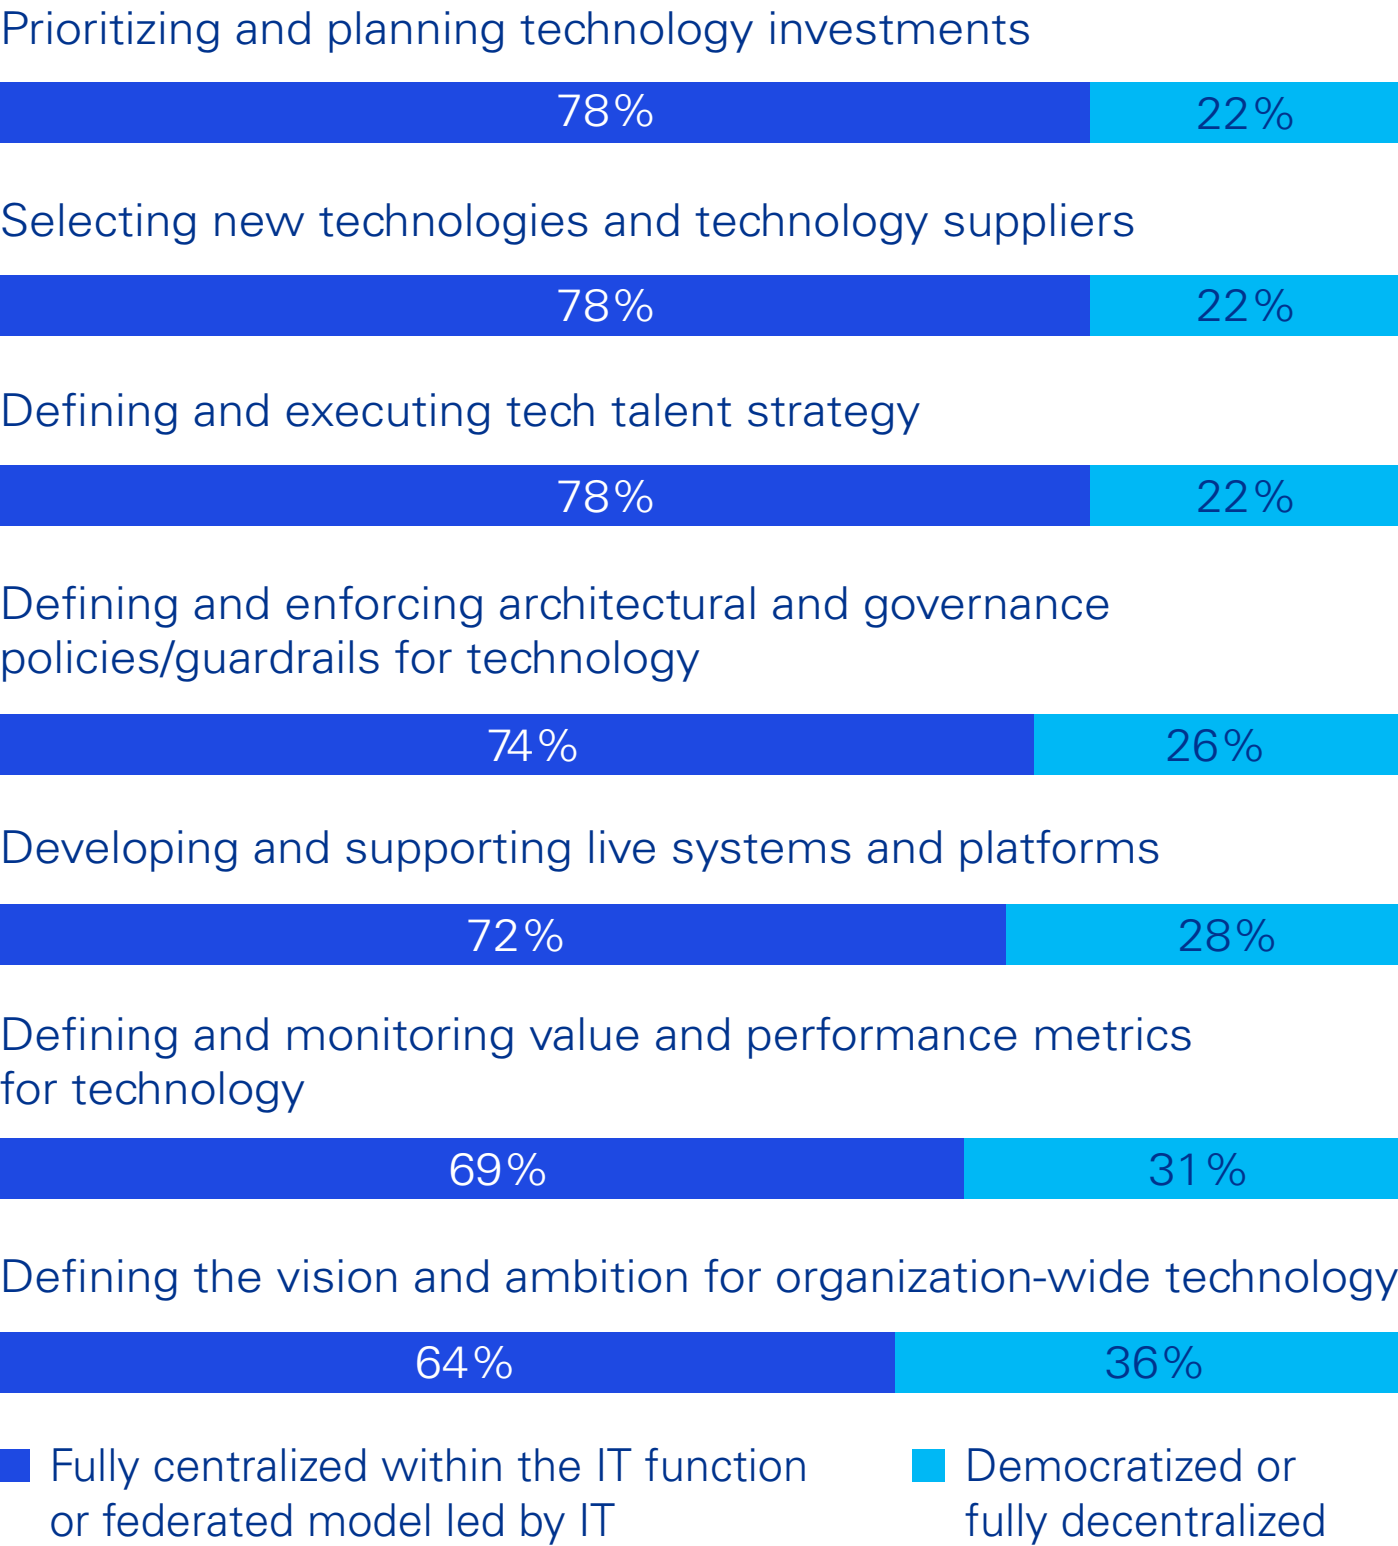 Prioritizing and planning technology investments
78% 22%
Selecting new technologies and technology suppliers
78% 22%
Defining and executing tech talent strategy
78% 22%
Defining and enforcing architectural and governance
policies/guardrails for technology
74% 26%
Developing and supporting live systems and platforms
72% 28%
Defining and monitoring value and performance metrics
for technology
69% 31%
Defining the vision and ambition for organization-wide technology
64% 36%
Fully centralized within the IT function
or federated model led by IT
Democratized or
fully decentralized